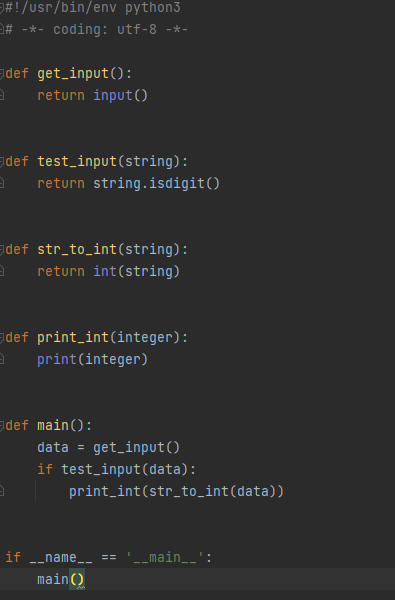 #!/usr/bin/env python3
# -*- coding: utf-8 -*-
def get_input():
    return input()
def test_input(string):
    return string.isdigit()
def str_to_int(string):
    return int(string)
def print_int(integer):
    print(integer)
def main():
    data = get_input()
    if test_input(data):
        print_int(str_to_int(data))
if __name__ == '__main__':
    main()